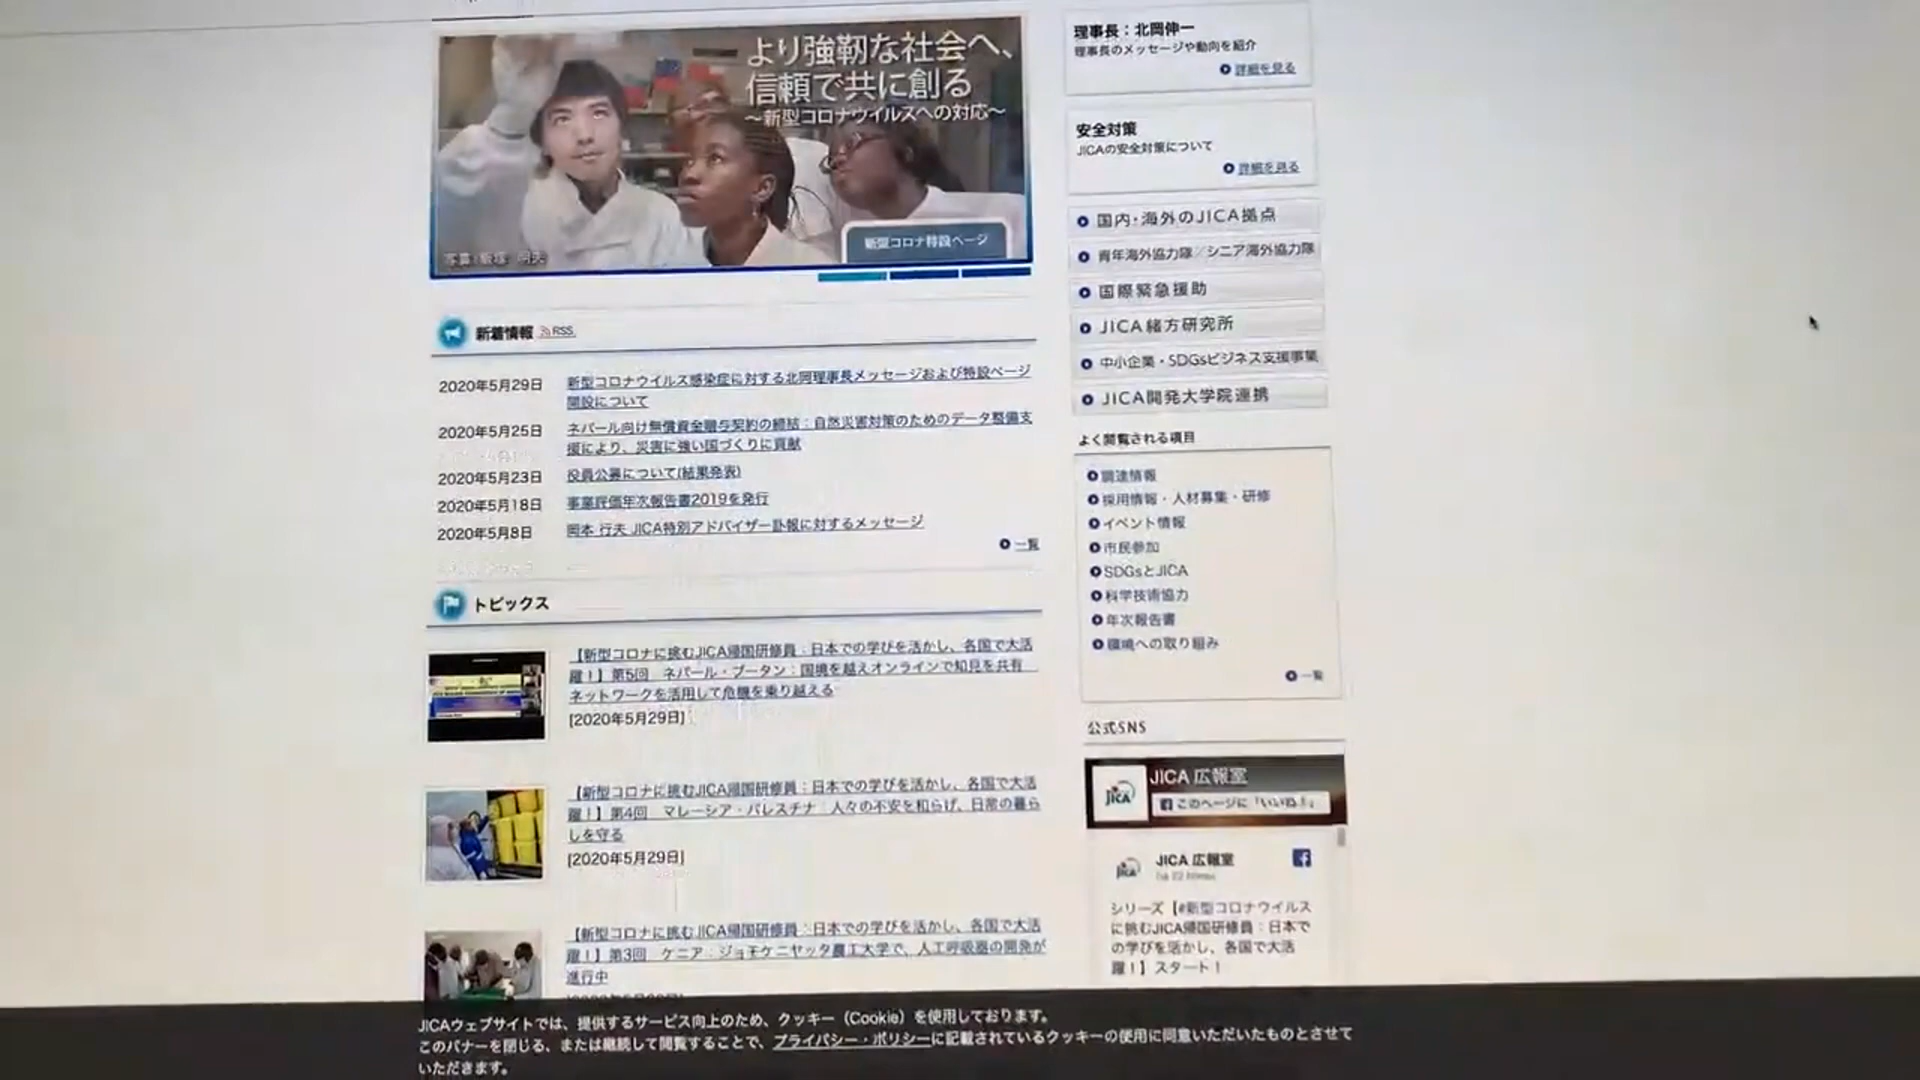 より強靭な社会へ、
信頼で共に創る
～新型コロナウイルスへの対応～
新型コロナ特設ページ
写真:飯塚 明夫
新着情報 RSS
2020年5月29日 新型コロナウイルス感染症に対する北岡理事長メッセージおよび特設ページ
開設について
2020年5月25日 ネパール向け無償資金贈与契約の締結：自然災害対策のためのデータ整備支
援により、災害に強い国づくりに貢献
2020年5月23日 役員公募について(結果発表)
2020年5月18日 事業評価年次報告書2019を発行
2020年5月8日 岡本 行夫 JICA特別アドバイザー訃報に対するメッセージ
一覧
トピックス
【新型コロナに挑むJICA帰国研修員：日本での学びを活かし、各国で大活
躍！】第5回 ネパール・ブータン：国境を越えオンラインで知見を共有
ネットワークを活用して危機を乗り越える
[2020年5月29日]
【新型コロナに挑むJICA帰国研修員：日本での学びを活かし、各国で大活
躍！】第4回 マレーシア・パレスチナ：人々の不安を和らげ、日常の暮ら
しを守る
[2020年5月29日]
【新型コロナに挑むJICA帰国研修員：日本での学びを活かし、各国で大活
躍！】第3回 ケニア：ジョモケニヤッタ農工大学で、人工呼吸器の開発が
進行中
理事長：北岡伸一
理事長のメッセージや動向を紹介
詳細を見る
安全対策
JICAの安全対策について
詳細を見る
国内・海外のJICA拠点
青年海外協力隊／シニア海外協力隊
国際緊急援助
JICA緒方研究所
中小企業・SDGsビジネス支援事業
JICA開発大学院連携
よく閲覧される項目
調達情報
採用情報・人材募集・研修
イベント情報
市民参加
SDGsとJICA
科学技術協力
年次報告書
環境への取り組み
一覧
公式SNS
JICA
JICA 広報室
このページに「いいね！」
JICA 広報室
シリーズ【#新型コロナウイルス
に挑むJICA帰国研修員：日本で
の学びを活かし、各国で大活
躍！】スタート！
JICAウェブサイトでは、提供するサービス向上のため、クッキー（Cookie）を使用しております。
このバナーを閉じる、または継続して閲覧することで、プライバシー・ポリシーに記載されているクッキーの使用に同意いただいたものとさせて
いただきます。